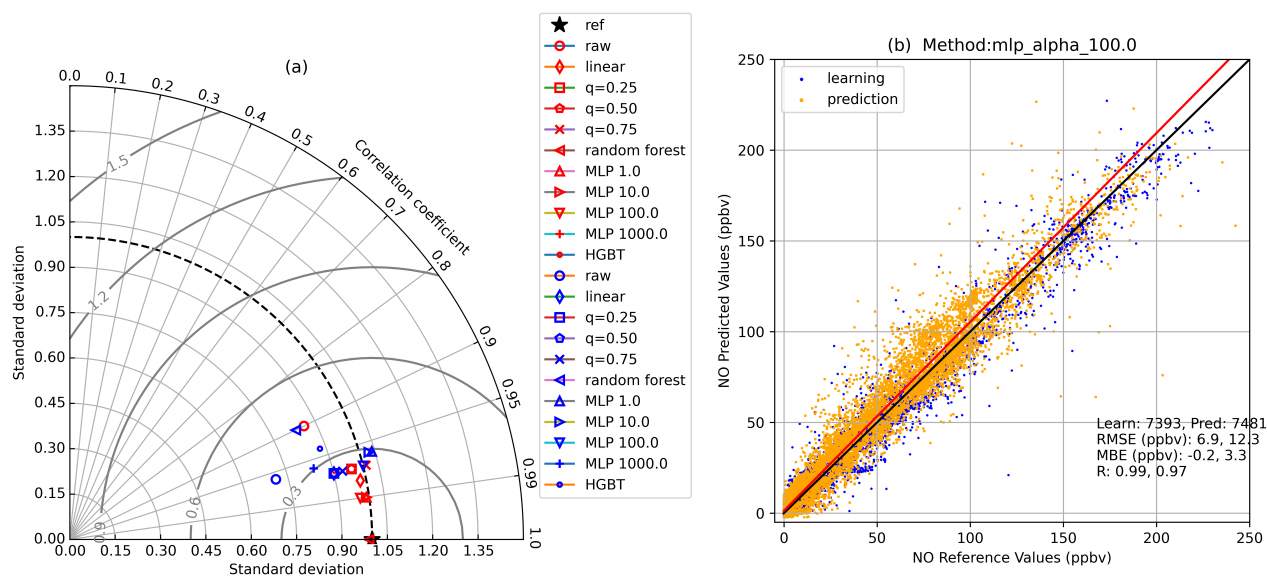 (a)
0.0 0.1 0.2 0.3 0.4 0.5 0.6 0.7 0.8 0.9 0.95 0.99 1.0
Correlation coefficient
Standard deviation
1.35
1.20
1.05
0.90
0.75
0.60
0.45
0.30
0.15
0.00
1.5
1.2
0.9
0.6
0.3
0.00 0.15 0.30 0.45 0.60 0.75 0.90 1.05 1.20 1.35
Standard deviation
ref
raw
linear
q=0.25
q=0.50
q=0.75
random forest
MLP 1.0
MLP 10.0
MLP 100.0
MLP 1000.0
HGBT
raw
linear
q=0.25
q=0.50
q=0.75
random forest
MLP 1.0
MLP 10.0
MLP 100.0
MLP 1000.0
HGBT
(b) Method:mlp_alpha_100.0
learning
prediction
NO Predicted Values (ppbv)
250
200
150
100
50
0
Learn: 7393, Pred: 7481
RMSE (ppbv): 6.9, 12.3
MBE (ppbv): -0.2, 3.3
R: 0.99, 0.97
0 50 100 150 200 250
NO Reference Values (ppbv)